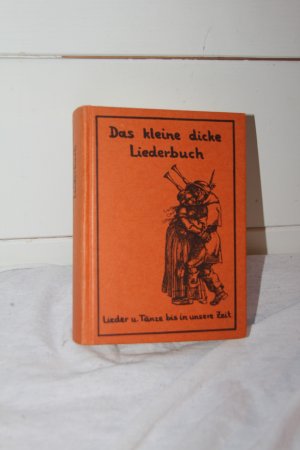 Das kleine dicke
Liederbuch
Lieder u. Tänze bis in unsere Zeit